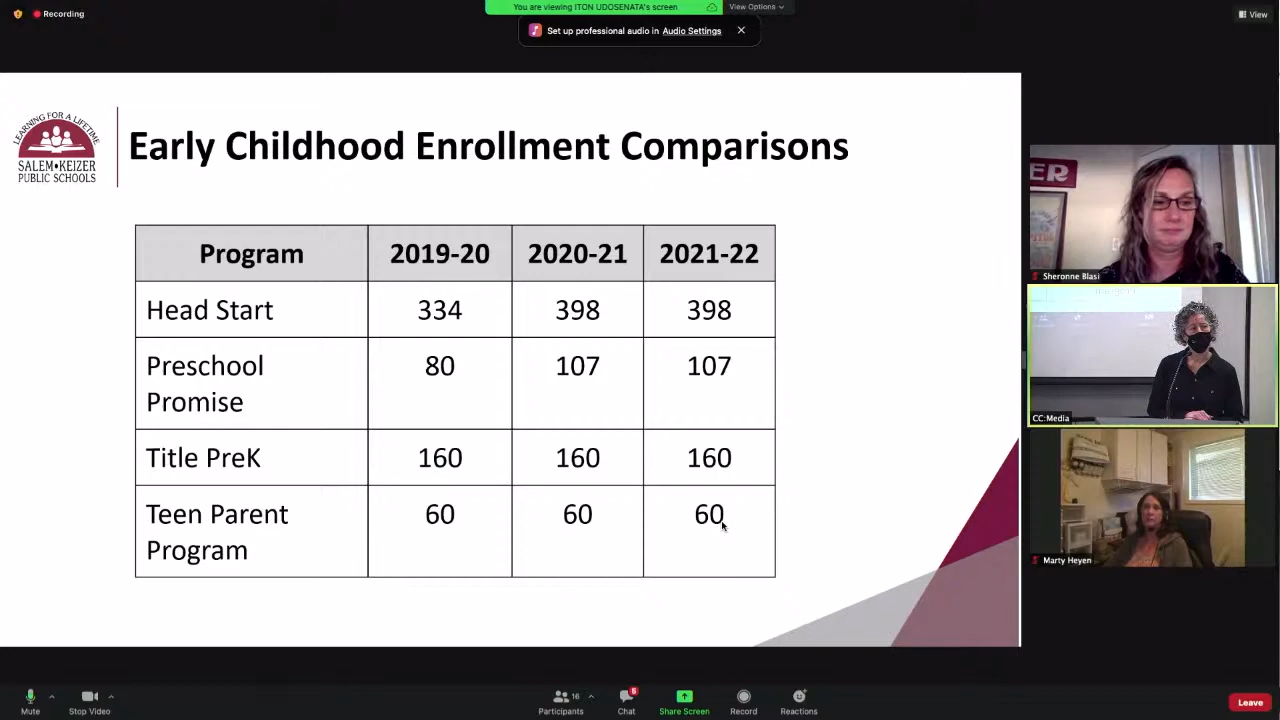 Recording
You are viewing ITON UDOSENATA's screen
View Options
View
Set up professional audio in Audio Settings
LEARNING FOR A LIFETIME
SALEM•KEIZER
PUBLIC SCHOOLS
Early Childhood Enrollment Comparisons
Program 2019-20 2020-21 2021-22
Head Start 334 398 398
Preschool 80 107 107
Promise
Title PreK 160 160 160
Teen Parent 60 60 60
Program
ER
Sheronne Blasi
CC:Media
Marty Heyen
Mute
Stop Video
16
Participants
6
Chat
Share Screen
Record
Reactions
Leave